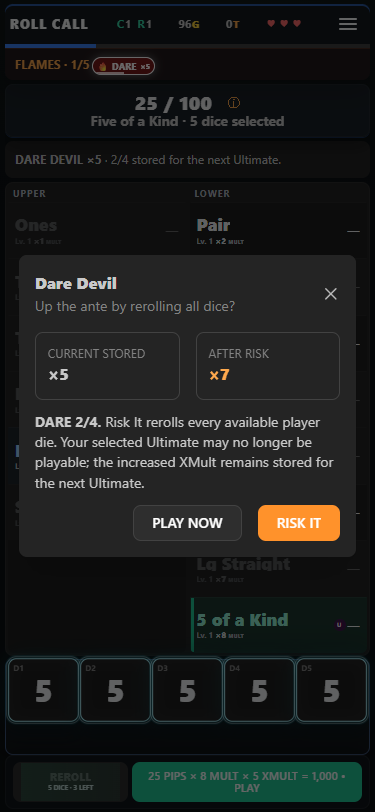 ROLL CALL C1 R1 96G 0T
FLAMES · 1/5 DARE ×5
25 / 100
Five of a Kind · 5 dice selected
DARE DEVIL ×5 · 2/4 stored for the next Ultimate.
UPPER LOWER
Ones — Pair —
Lv. 1 ×1 MULT Lv. 1 ×2 MULT
Dare Devil
Up the ante by rerolling all dice?
CURRENT STORED AFTER RISK
×5 ×7
DARE 2/4. Risk It rerolls every available player
die. Your selected Ultimate may no longer be
playable; the increased XMult remains stored for
the next Ultimate.
PLAY NOW RISK IT
Lg Straight
Lv. 1 ×7 MULT
5 of a Kind U —
Lv. 1 ×8 MULT
D1 D2 D3 D4 D5
5 5 5 5 5
REROLL
5 DICE · 3 LEFT
25 PIPS × 8 MULT × 5 XMULT = 1,000 •
PLAY